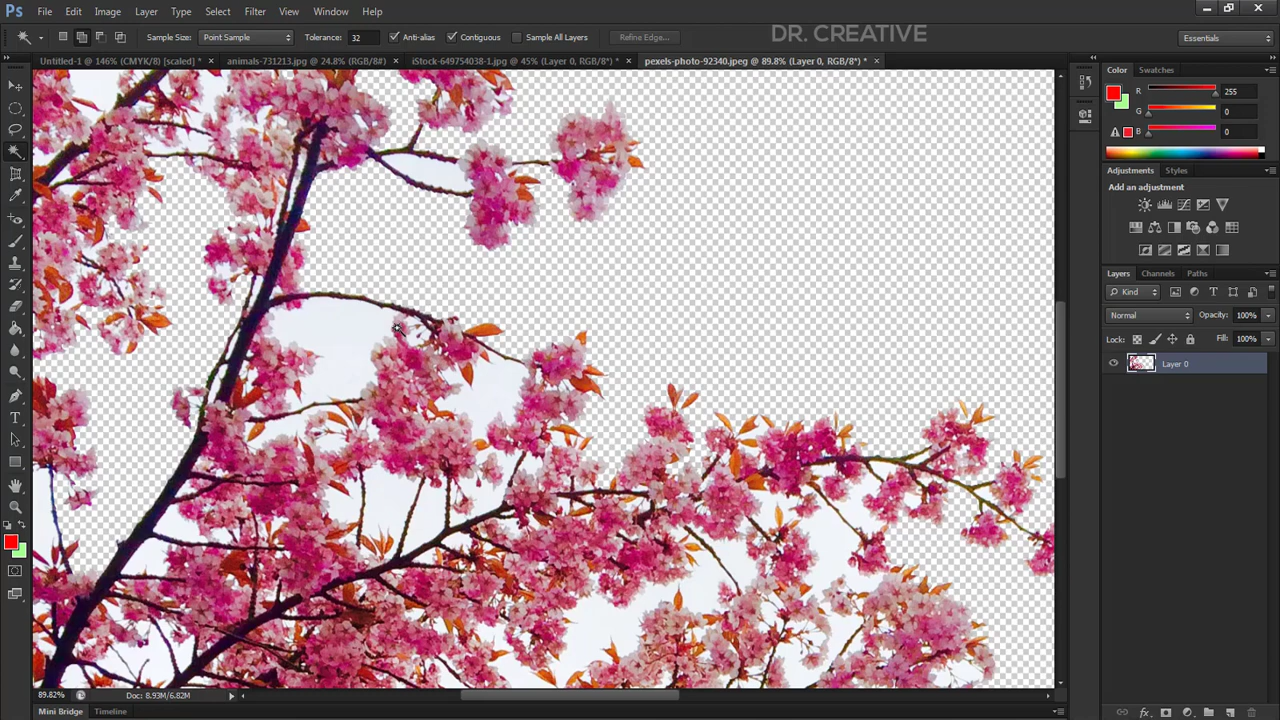 Ps File Edit Image Layer Type Select Filter View Window Help
Sample Size: Point Sample Tolerance: 32 Anti-alias Contiguous Sample All Layers Refine Edge... DR. CREATIVE Essentials
Untitled-1 @ 146% (CMYK/8) [scaled] * × animals-731213.jpg @ 24.8% (RGB/8#) × iStock-649754038-1.jpg @ 45% (Layer 0, RGB/8*) * × pexels-photo-92340.jpeg @ 89.8% (Layer 0, RGB/8*) * ×
Color Swatches
R 255
G 0
B 0
Adjustments Styles
Add an adjustment
Layers Channels Paths
Kind
Normal Opacity: 100%
Lock: Fill: 100%
Layer 0
89.82% Doc: 8.93M/6.82M
Mini Bridge Timeline